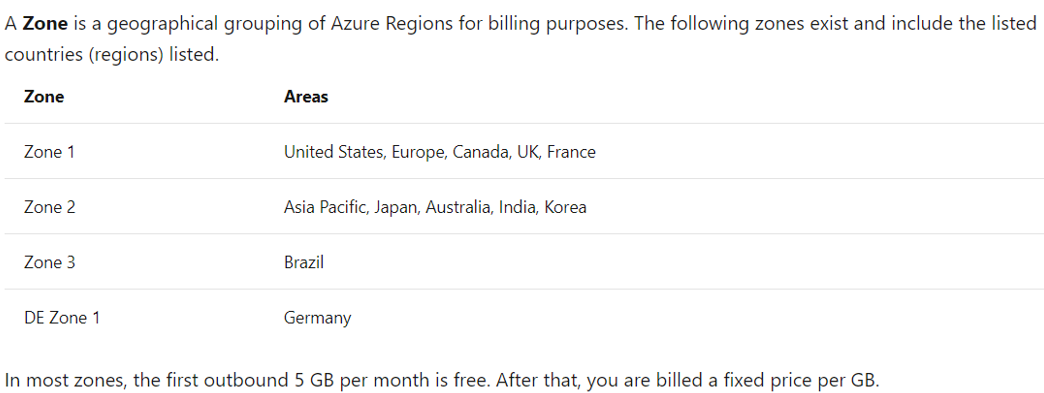 A Zone is a geographical grouping of Azure Regions for billing purposes. The following zones exist and include the listed
countries (regions) listed.
Zone Areas
Zone 1 United States, Europe, Canada, UK, France
Zone 2 Asia Pacific, Japan, Australia, India, Korea
Zone 3 Brazil
DE Zone 1 Germany
In most zones, the first outbound 5 GB per month is free. After that, you are billed a fixed price per GB.